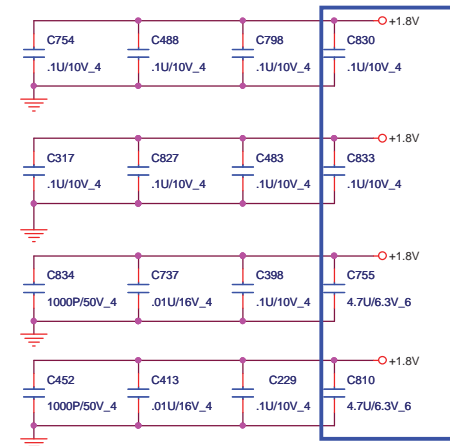 +1.8V
C754 C488 C798 C830
.1U/10V_4 .1U/10V_4 .1U/10V_4 .1U/10V_4
+1.8V
C317 C827 C483 C833
.1U/10V_4 .1U/10V_4 .1U/10V_4 .1U/10V_4
+1.8V
C834 C737 C398 C755
1000P/50V_4 .01U/16V_4 .1U/10V_4 4.7U/6.3V_6
+1.8V
C452 C413 C229 C810
1000P/50V_4 .01U/16V_4 .1U/10V_4 4.7U/6.3V_6